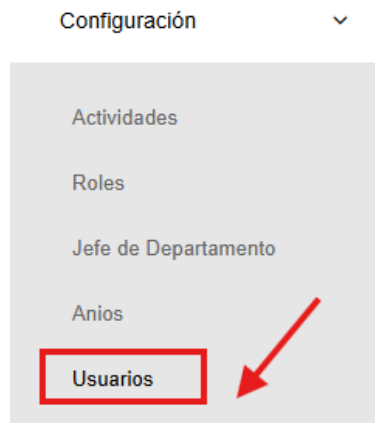 Configuración
Actividades
Roles
Jefe de Departamento
Anios
Usuarios